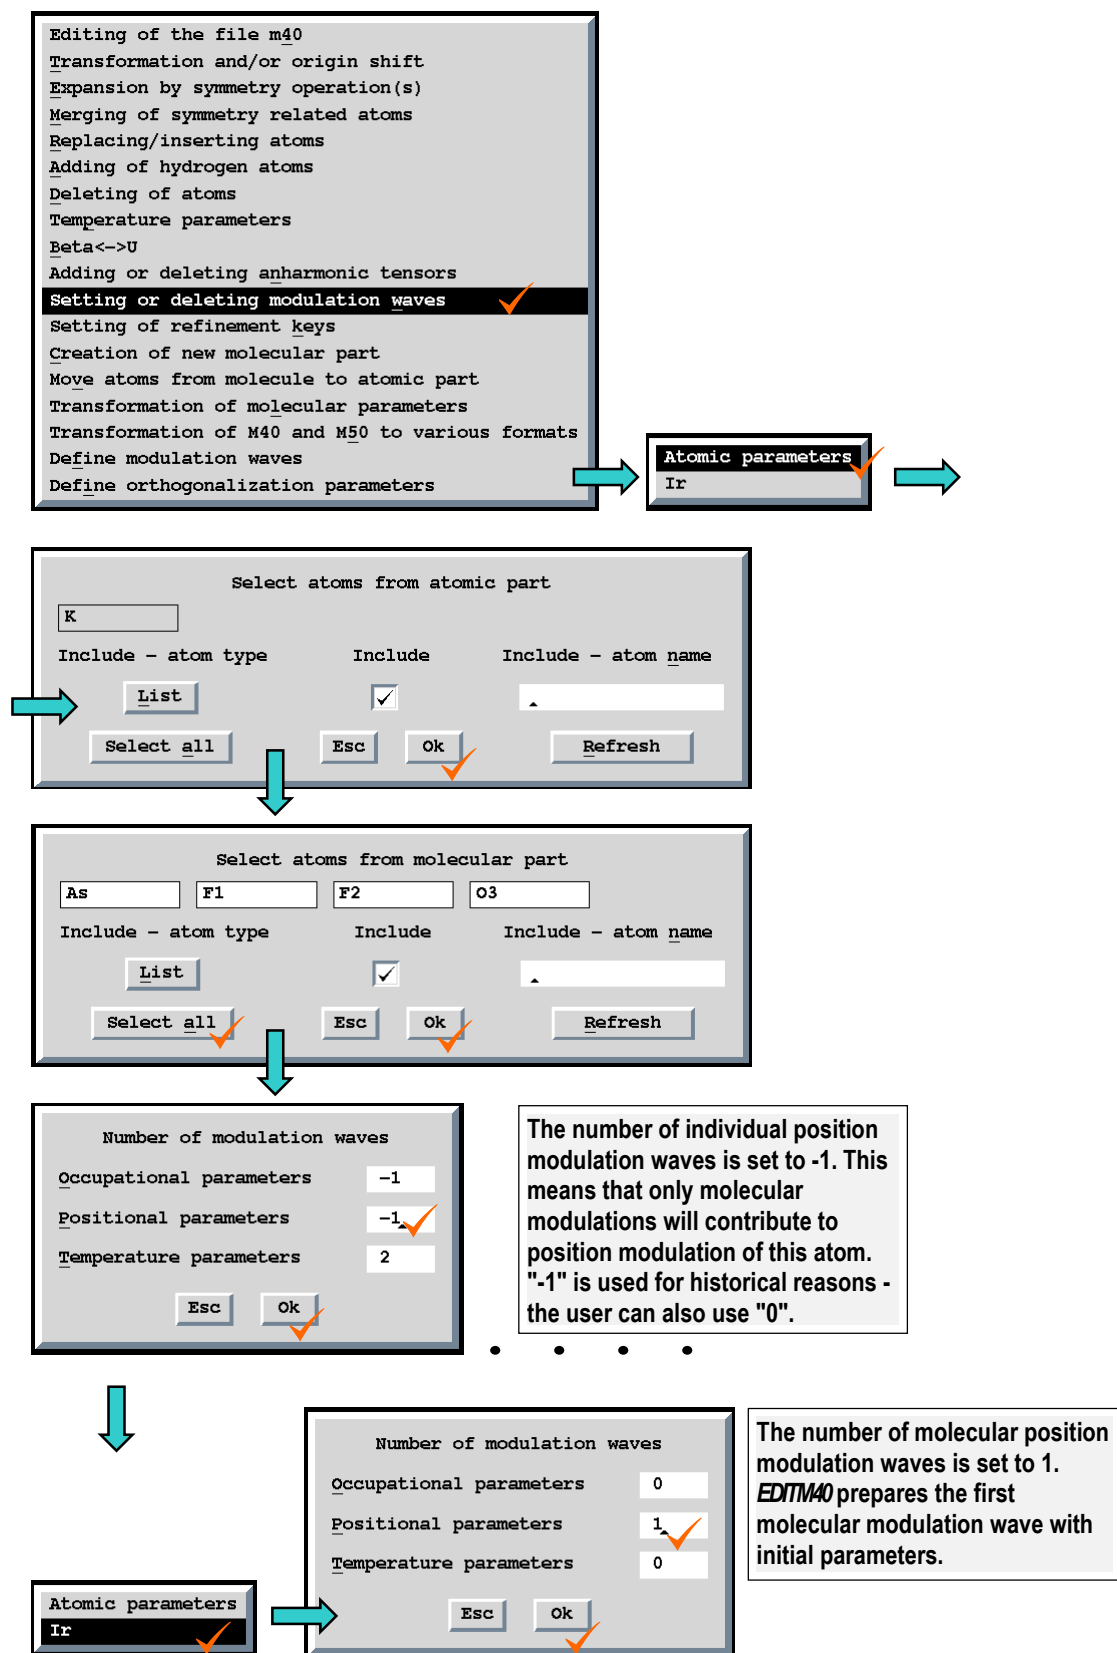 Editing of the file m40
Transformation and/or origin shift
Expansion by symmetry operation(s)
Merging of symmetry related atoms
Replacing/inserting atoms
Adding of hydrogen atoms
Deleting of atoms
Temperature parameters
Beta<->U
Adding or deleting anharmonic tensors
Setting or deleting modulation waves
Setting of refinement keys
Creation of new molecular part
Move atoms from molecule to atomic part
Transformation of molecular parameters
Transformation of M40 and M50 to various formats
Define modulation waves
Define orthogonalization parameters
Atomic parameters
Ir
Select atoms from atomic part
K
Include - atom type Include Include - atom name
List
Select all Esc Ok Refresh
Select atoms from molecular part
As F1 F2 O3
Include - atom type Include Include - atom name
List
Select all Esc Ok Refresh
Number of modulation waves
Occupational parameters -1
Positional parameters -1
Temperature parameters 2
Esc Ok
The number of individual position
modulation waves is set to -1. This
means that only molecular
modulations will contribute to
position modulation of this atom.
"-1" is used for historical reasons -
the user can also use "0".
. . . .
Number of modulation waves
Occupational parameters 0
Positional parameters 1
Temperature parameters 0
Esc Ok
The number of molecular position
modulation waves is set to 1.
EDITM40 prepares the first
molecular modulation wave with
initial parameters.
Atomic parameters
Ir